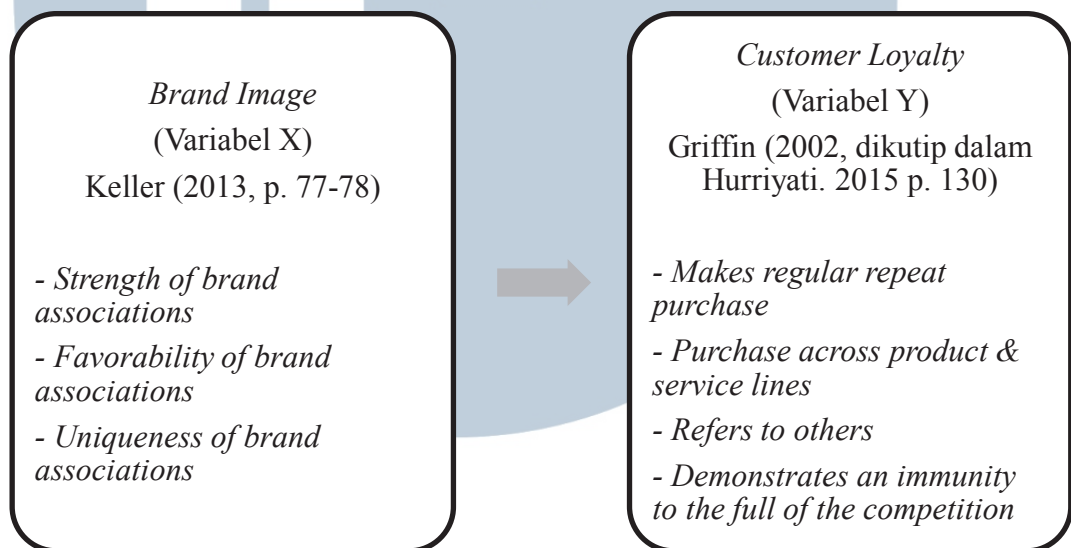 Brand Image
(Variabel X)
Keller (2013, p. 77-78)
- Strength of brand
associations
- Favorability of brand
associations
- Uniqueness of brand
associations
Customer Loyalty
(Variabel Y)
Griffin (2002, dikutip dalam
Hurriyati. 2015 p. 130)
- Makes regular repeat
purchase
- Purchase across product &
service lines
- Refers to others
- Demonstrates an immunity
to the full of the competition